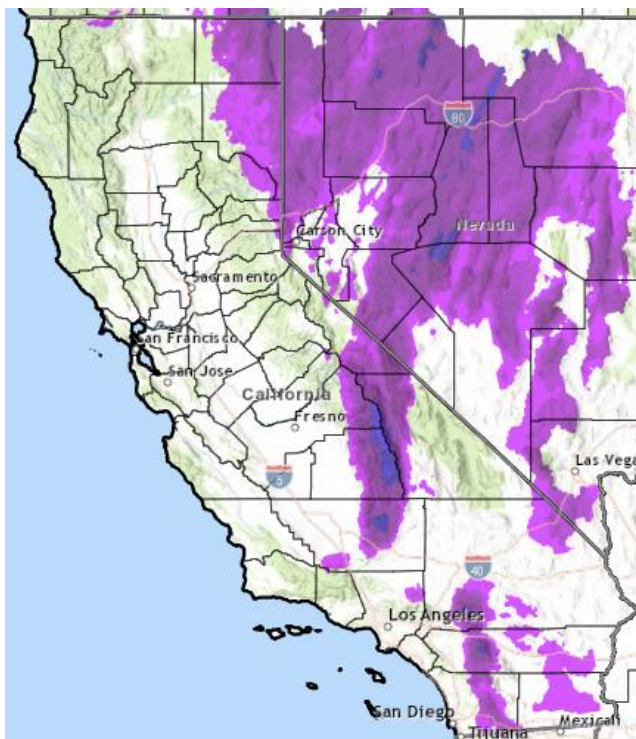 80
Nevada
Carson City
Sacramento
San Francisco
San Jose
California
Fresno
5
Las Vega
40
Los Angeles
San Diego
Tijuana
Mexicali